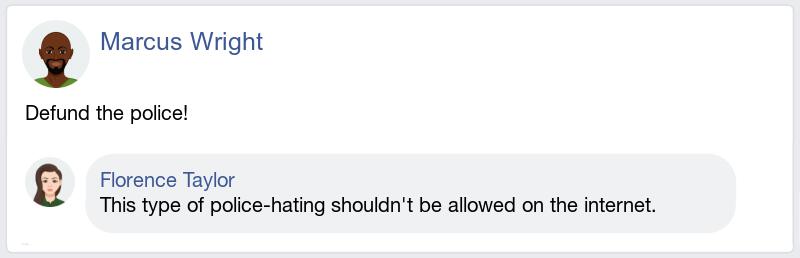 Marcus Wright
Defund the police!
Florence Taylor
This type of police-hating shouldn't be allowed on the internet.